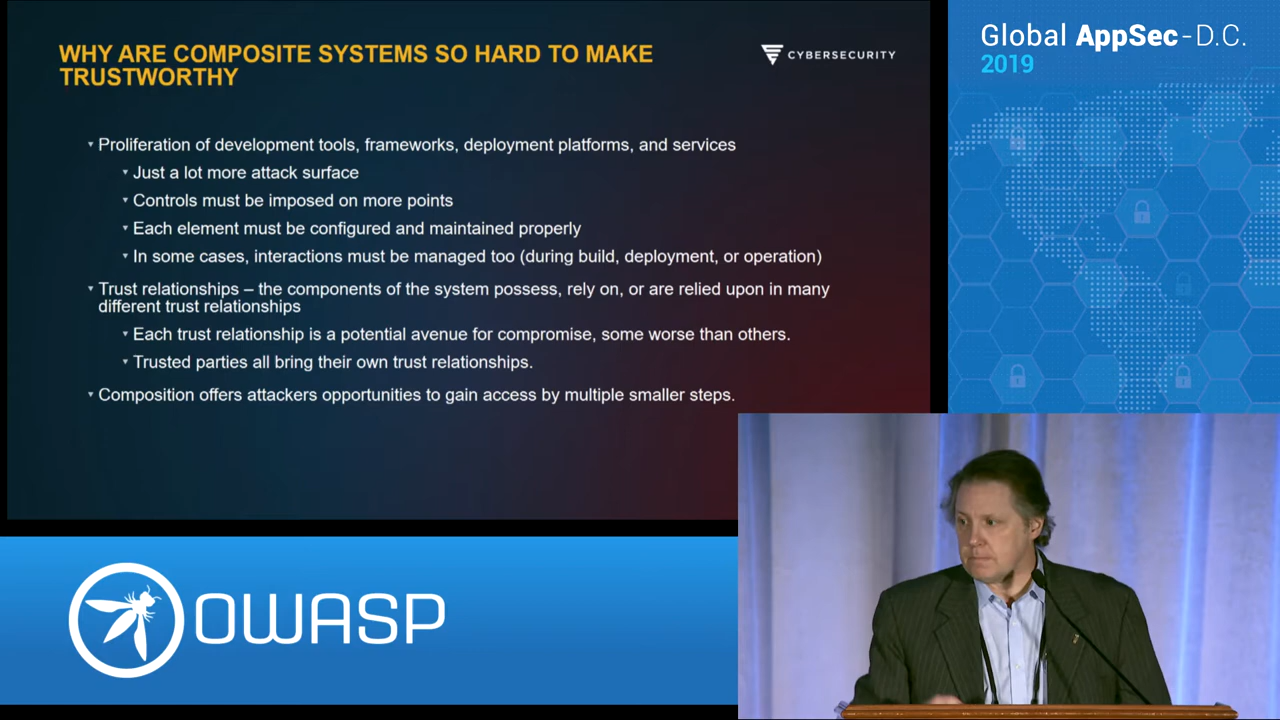 WHY ARE COMPOSITE SYSTEMS SO HARD TO MAKE
TRUSTWORTHY
CYBERSECURITY
Proliferation of development tools, frameworks, deployment platforms, and services
Just a lot more attack surface
Controls must be imposed on more points
Each element must be configured and maintained properly
In some cases, interactions must be managed too (during build, deployment, or operation)
Trust relationships – the components of the system possess, rely on, or are relied upon in many
different trust relationships
Each trust relationship is a potential avenue for compromise, some worse than others.
Trusted parties all bring their own trust relationships.
Composition offers attackers opportunities to gain access by multiple smaller steps.
Global AppSec - D.C.
2019
OWASP